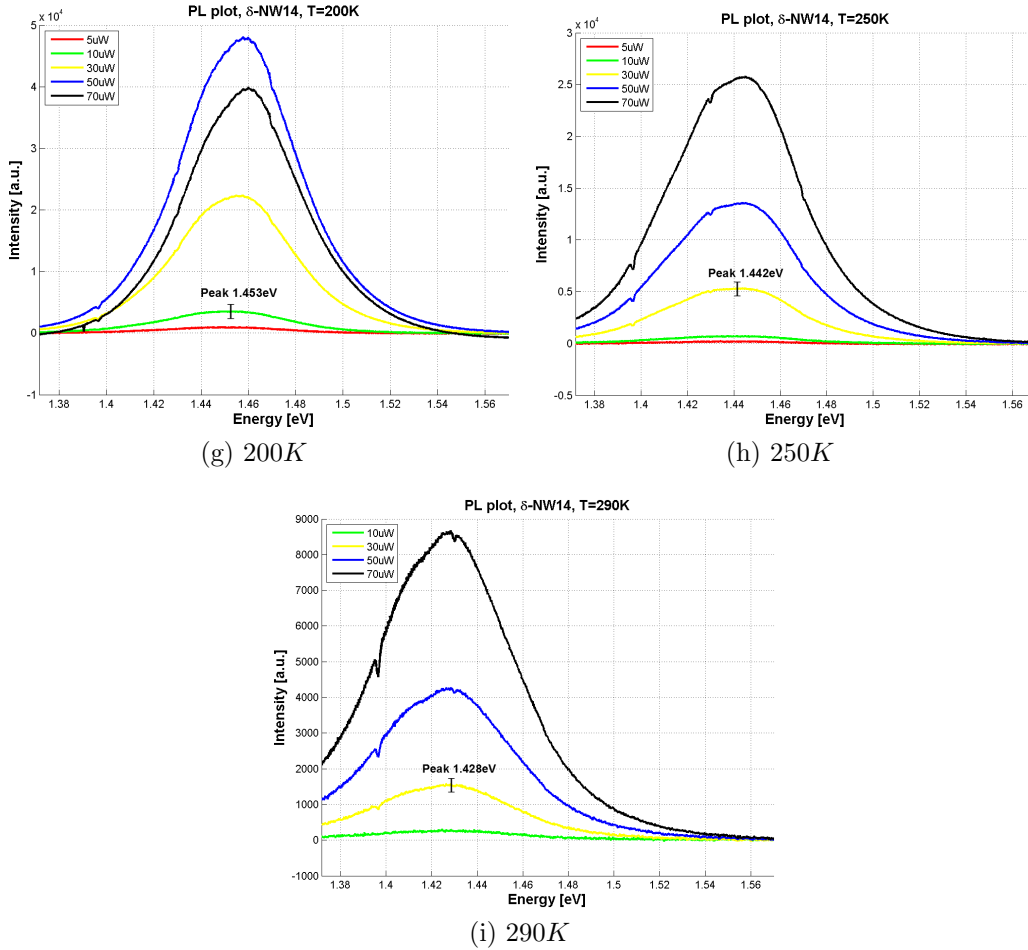 PL plot, δ-NW14, T=200K
x 10⁴
5uW
10uW
30uW
50uW
70uW
5
4
3
2
1
0
-1
Intensity [a.u.]
Peak 1.453eV
1.38 1.4 1.42 1.44 1.46 1.48 1.5 1.52 1.54 1.56
Energy [eV]
(g) 200K
PL plot, δ-NW14, T=250K
x 10⁴
5uW
10uW
30uW
50uW
70uW
3
2.5
2
1.5
1
0.5
0
-0.5
Intensity [a.u.]
Peak 1.442eV
1.38 1.4 1.42 1.44 1.46 1.48 1.5 1.52 1.54 1.56
Energy [eV]
(h) 250K
PL plot, δ-NW14, T=290K
10uW
30uW
50uW
70uW
9000
8000
7000
6000
5000
4000
3000
2000
1000
0
-1000
Intensity [a.u.]
Peak 1.428eV
1.38 1.4 1.42 1.44 1.46 1.48 1.5 1.52 1.54 1.56
Energy [eV]
(i) 290K